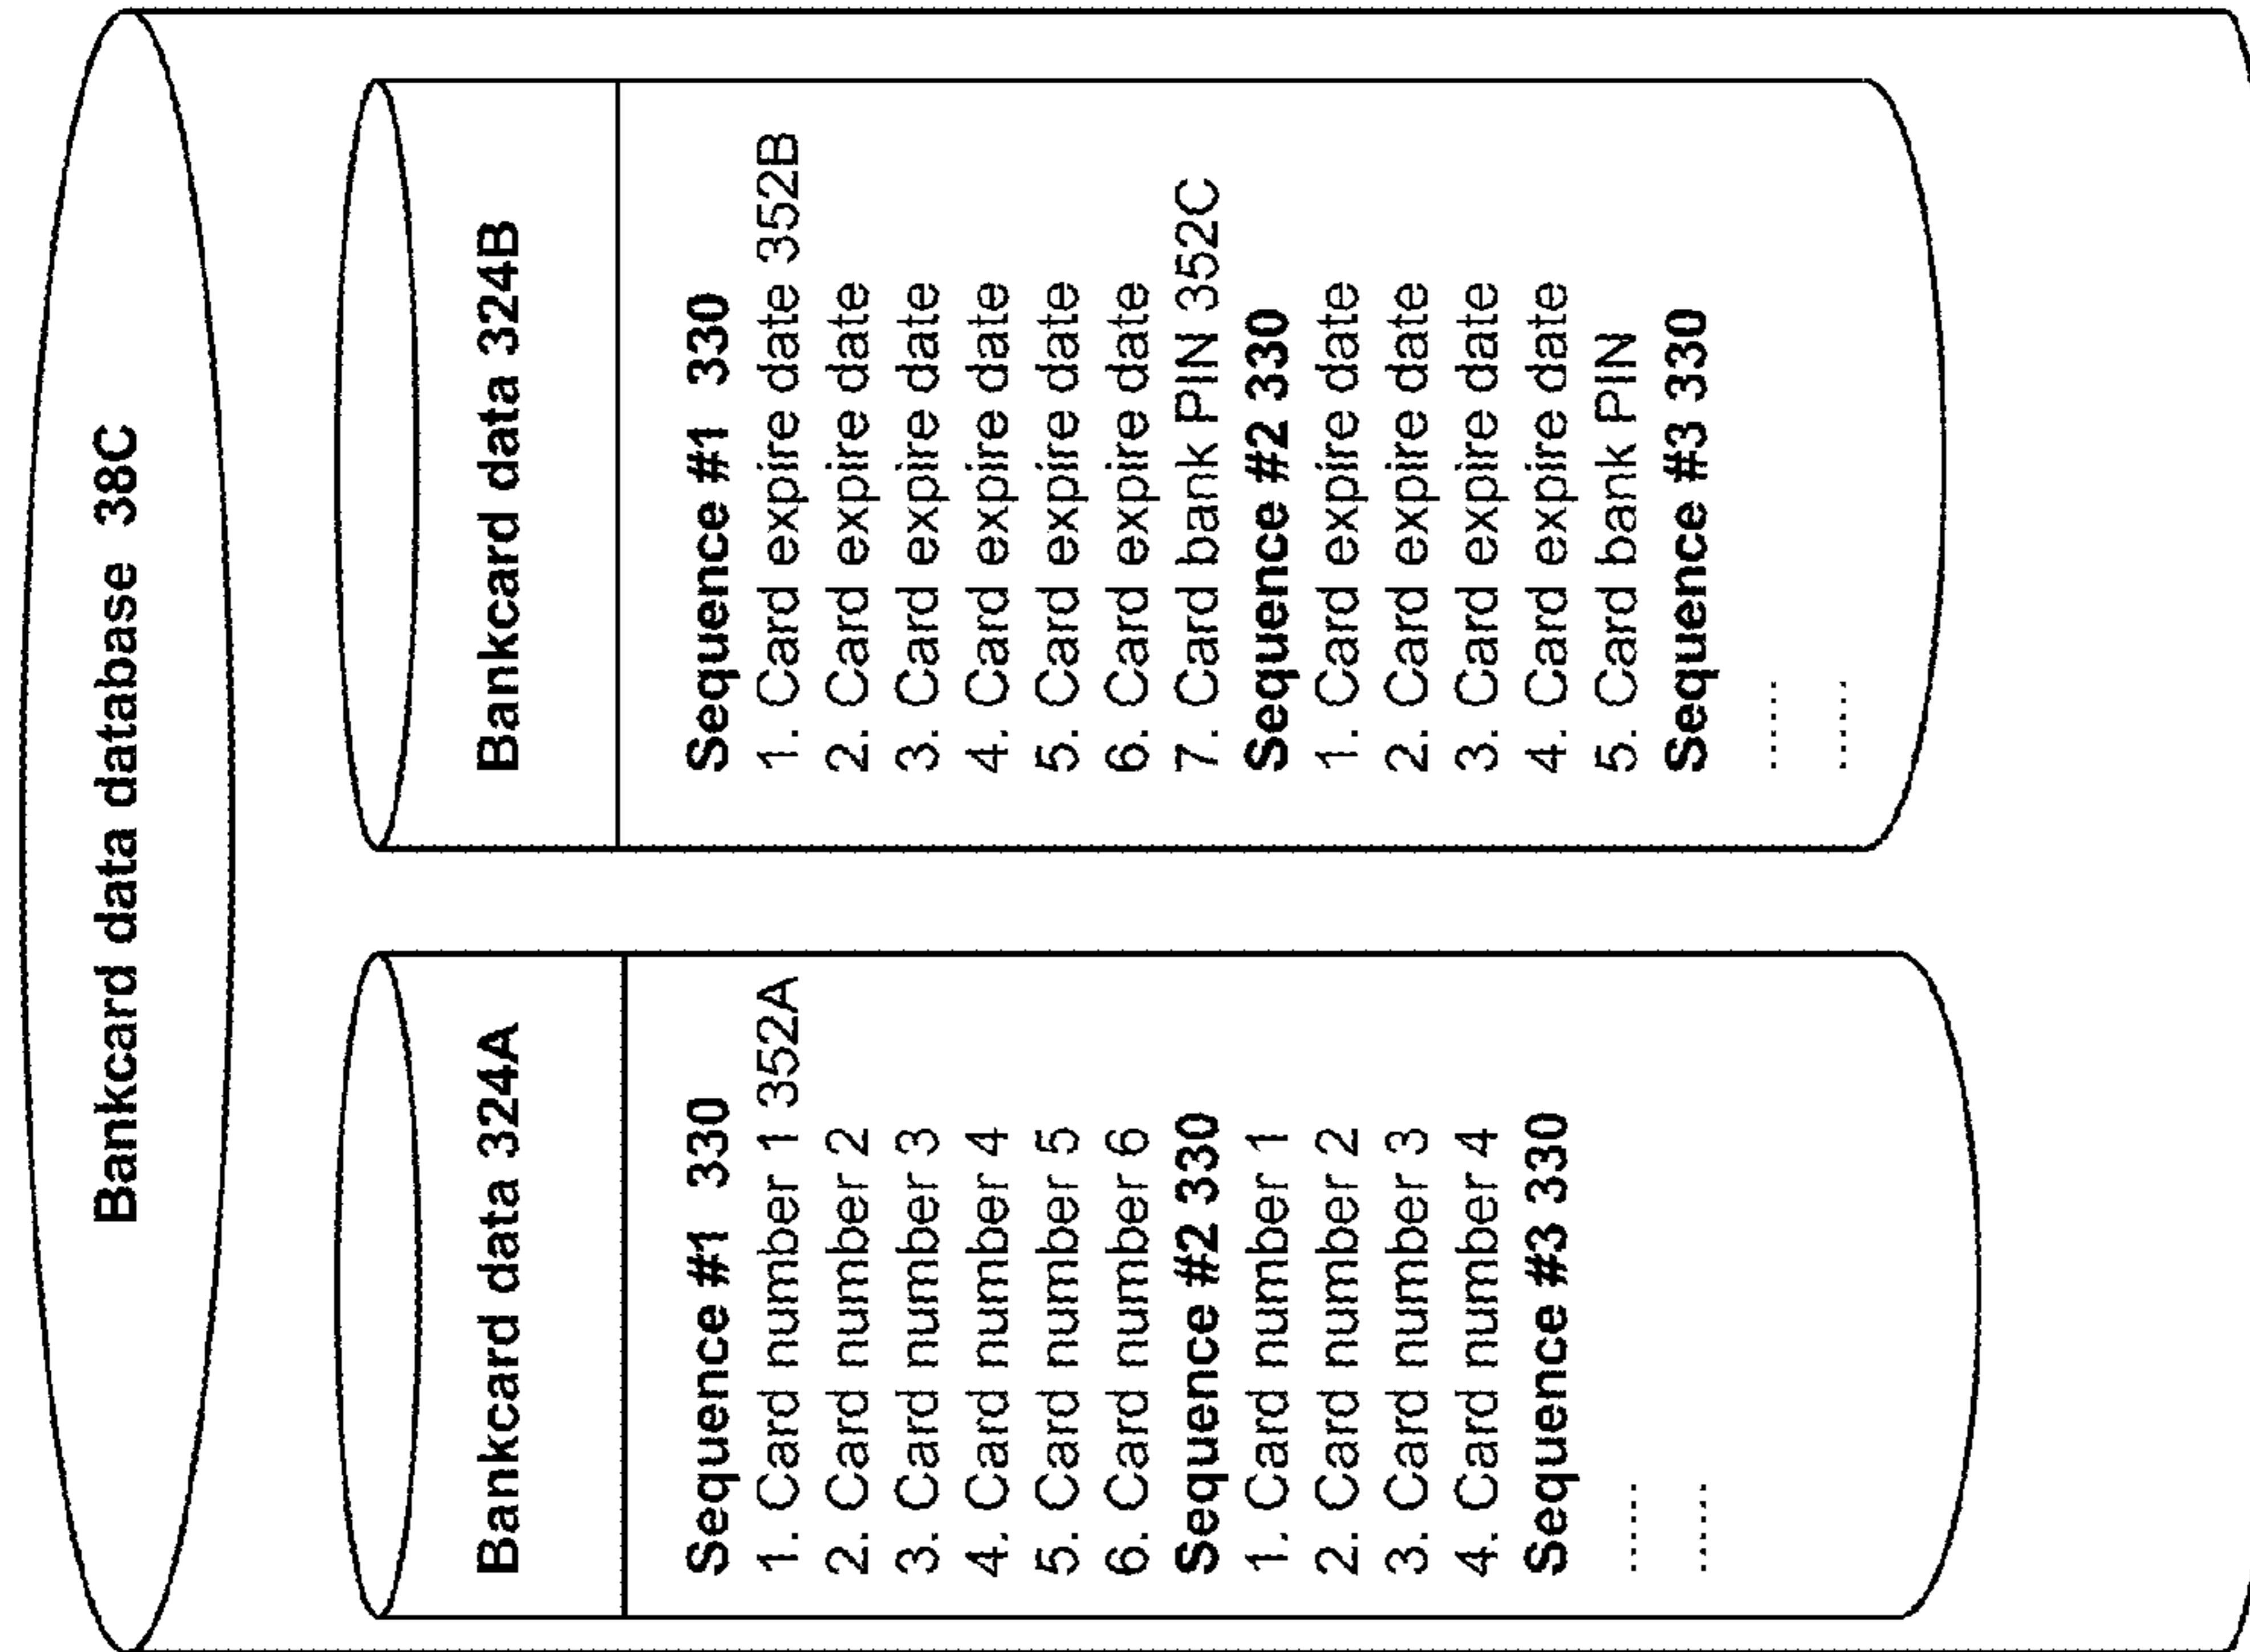 Bankcard data database 38C
Bankcard data 324A
Sequence #1 330
1. Card number 1 352A
2. Card number 2
3. Card number 3
4. Card number 4
5. Card number 5
6. Card number 6
Sequence #2 330
1. Card number 1
2. Card number 2
3. Card number 3
4. Card number 4
Sequence #3 330
......
......
Bankcard data 324B
Sequence #1 330
1. Card expire date 352B
2. Card expire date
3. Card expire date
4. Card expire date
5. Card expire date
6. Card expire date
7. Card bank PIN 352C
Sequence #2 330
1. Card expire date
2. Card expire date
3. Card expire date
4. Card expire date
5. Card bank PIN
Sequence #3 330
......
......